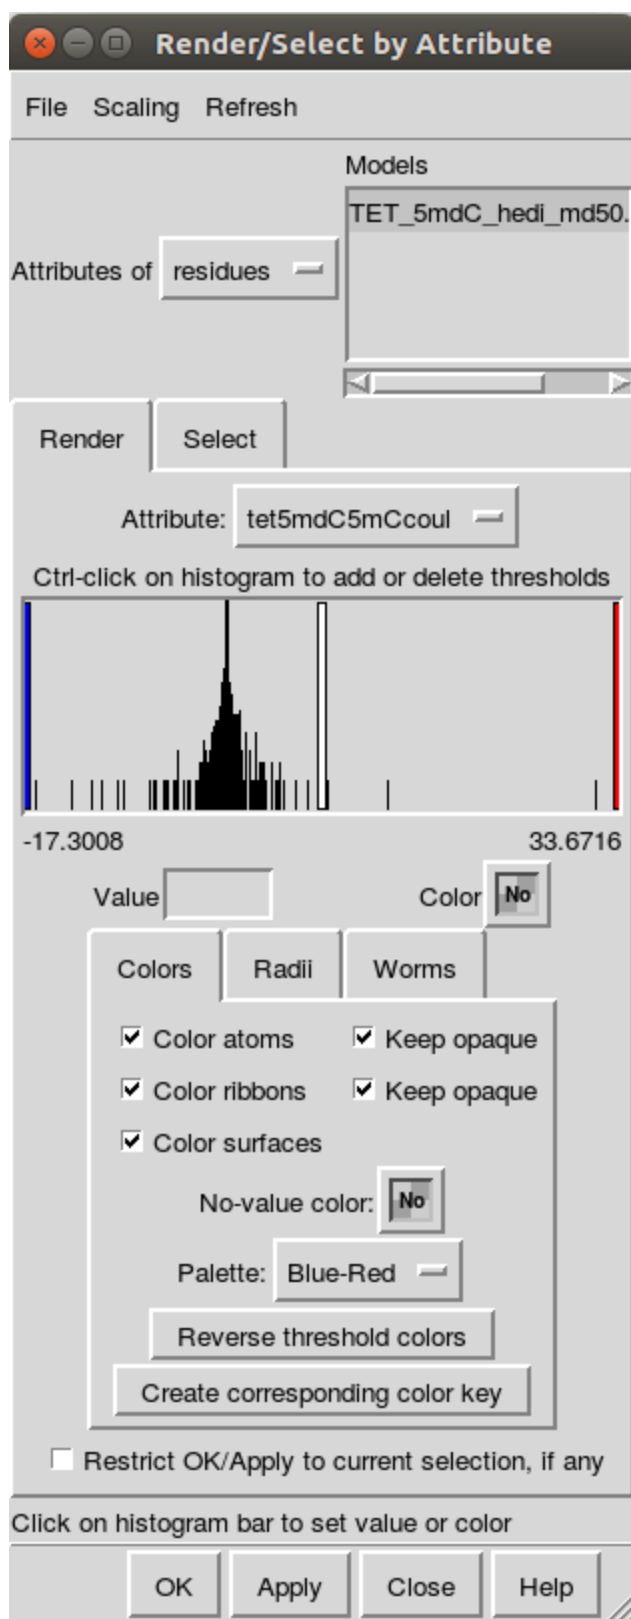 Render/Select by Attribute
File Scaling Refresh
Models
TET_5mdC_hedi_md50.
Attributes of residues
Render Select
Attribute: tet5mdC5mCcoul
Ctrl-click on histogram to add or delete thresholds
-17.3008 33.6716
Value Color No
Colors Radii Worms
Color atoms Keep opaque
Color ribbons Keep opaque
Color surfaces
No-value color: No
Palette: Blue-Red
Reverse threshold colors
Create corresponding color key
Restrict OK/Apply to current selection, if any
Click on histogram bar to set value or color
OK Apply Close Help